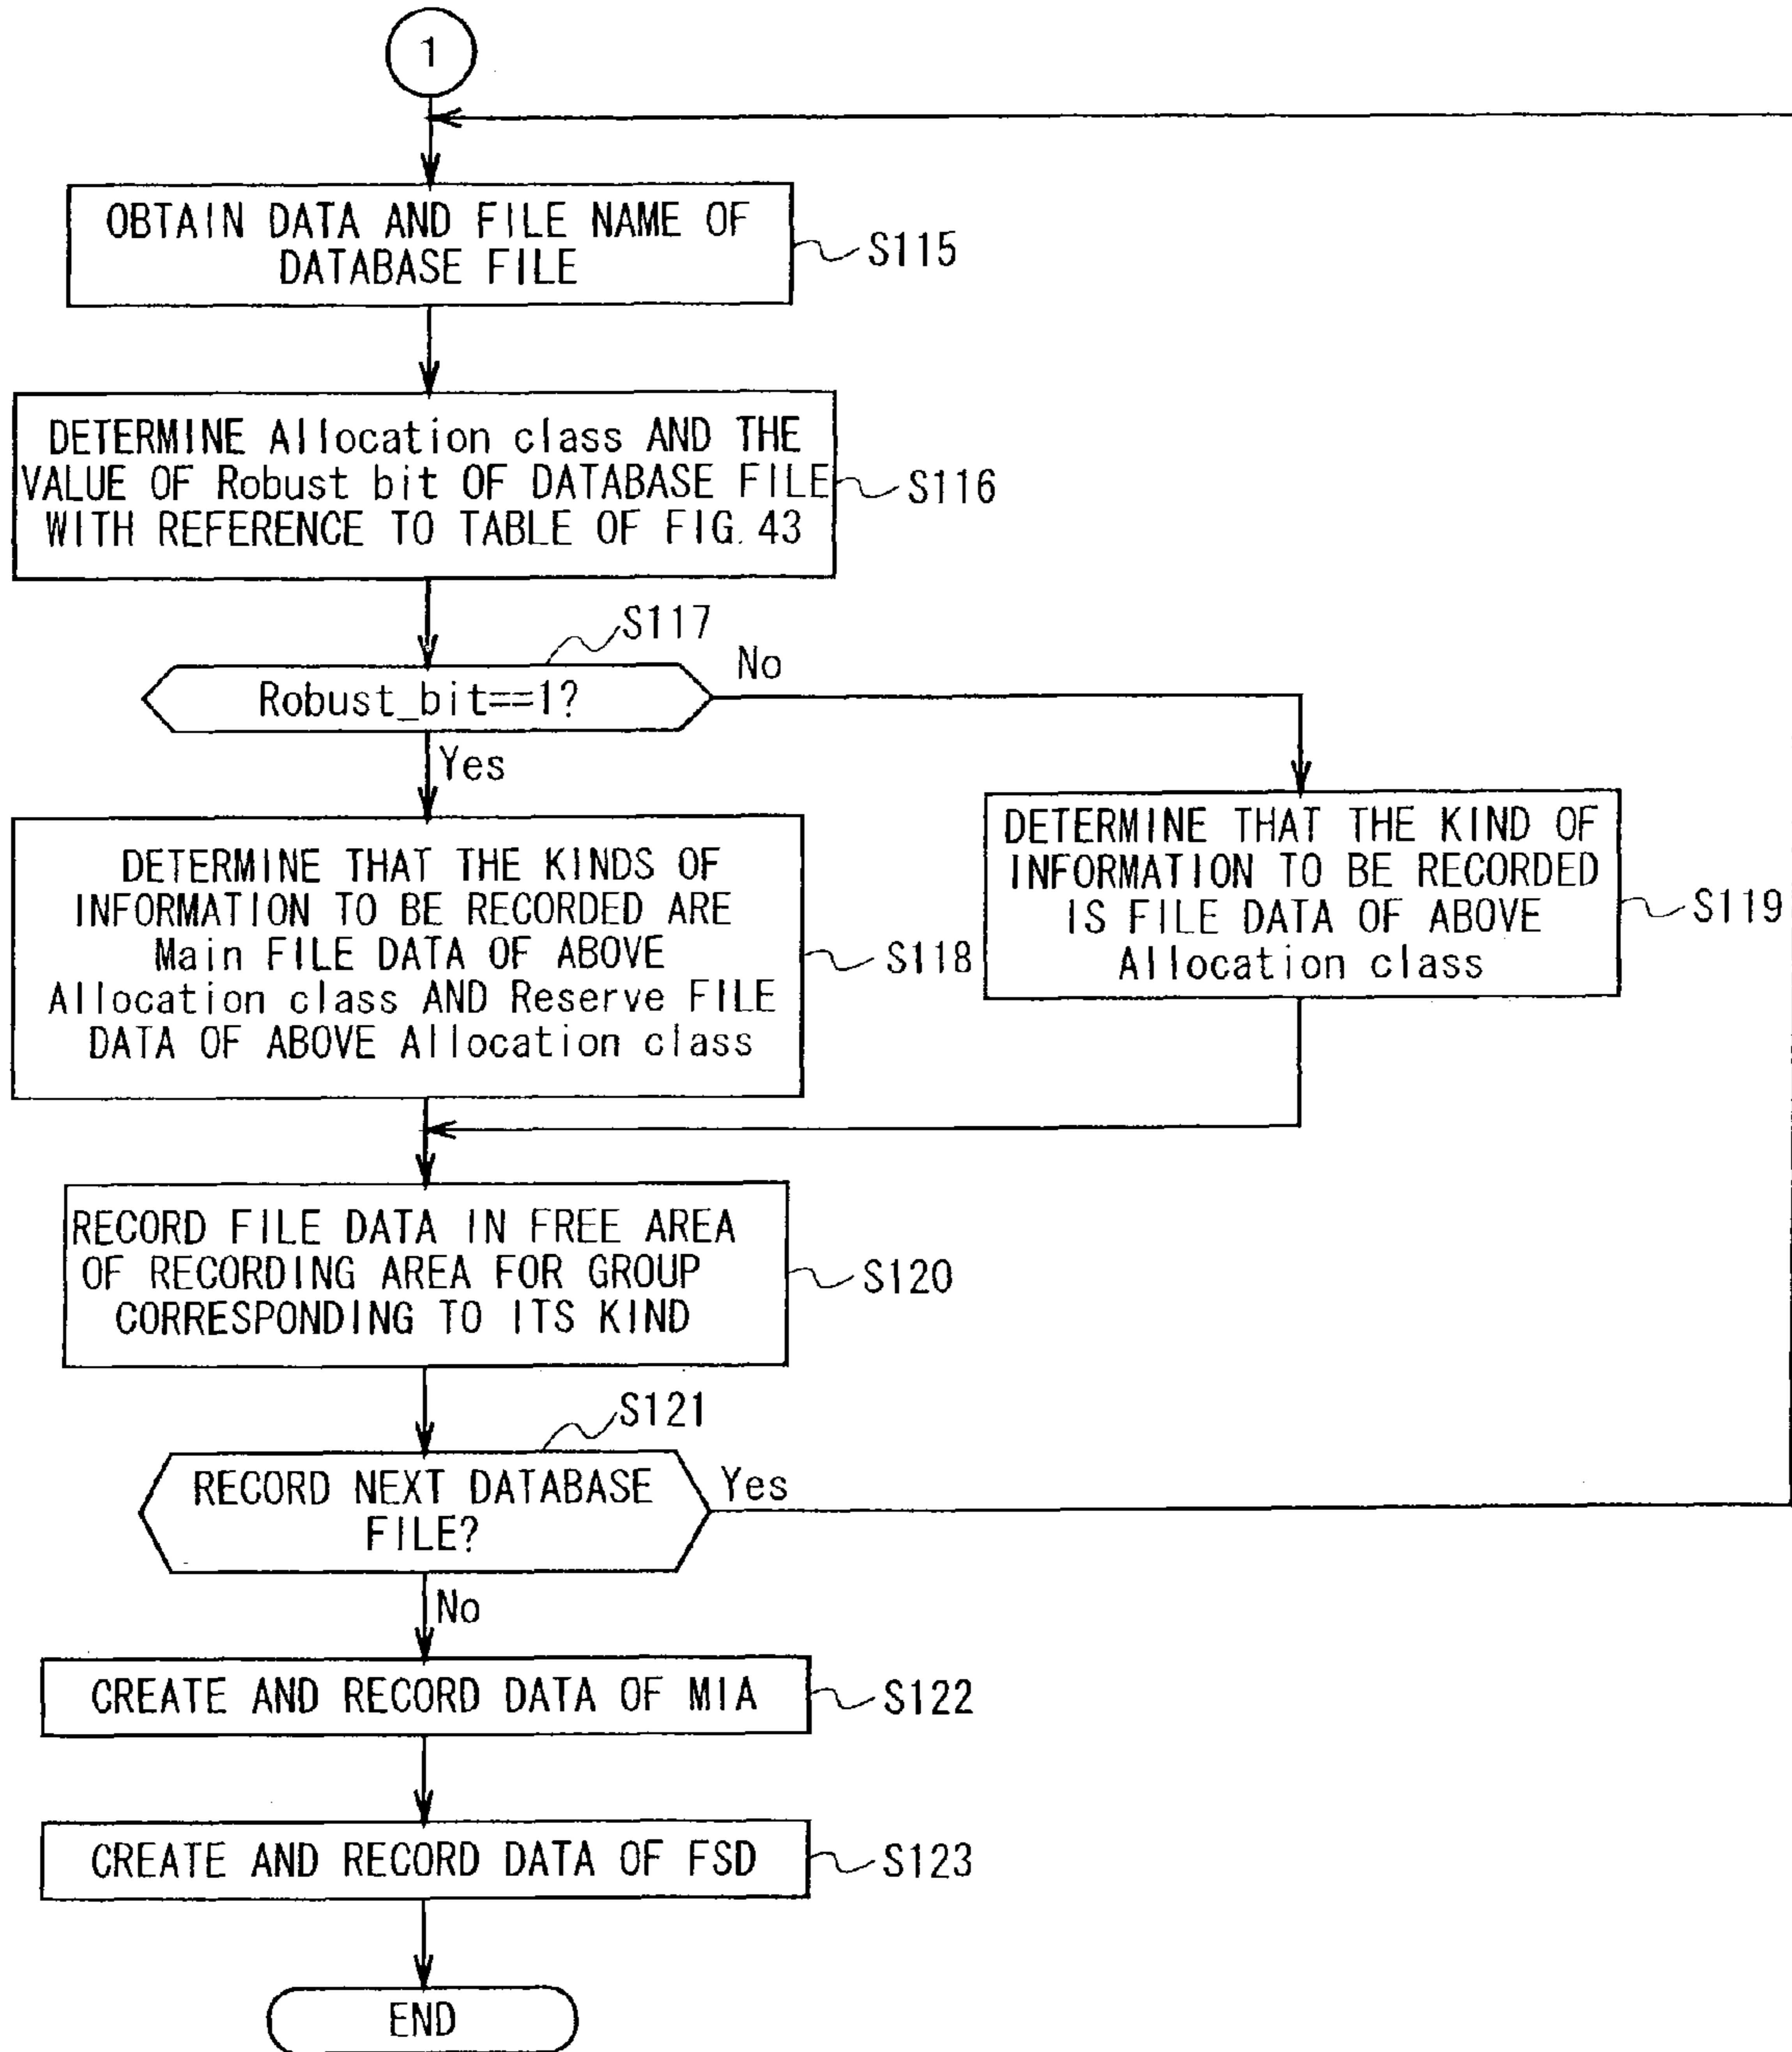 1
OBTAIN DATA AND FILE NAME OF
DATABASE FILE
S115
DETERMINE Allocation class AND THE
VALUE OF Robust bit OF DATABASE FILE
WITH REFERENCE TO TABLE OF FIG. 43
S116
S117
Robust_bit==1?
No
Yes
DETERMINE THAT THE KINDS OF
INFORMATION TO BE RECORDED ARE
Main FILE DATA OF ABOVE
Allocation class AND Reserve FILE
DATA OF ABOVE Allocation class
S118
DETERMINE THAT THE KIND OF
INFORMATION TO BE RECORDED
IS FILE DATA OF ABOVE
Allocation class
S119
RECORD FILE DATA IN FREE AREA
OF RECORDING AREA FOR GROUP
CORRESPONDING TO ITS KIND
S120
S121
RECORD NEXT DATABASE
FILE?
Yes
No
CREATE AND RECORD DATA OF MIA
S122
CREATE AND RECORD DATA OF FSD
S123
END